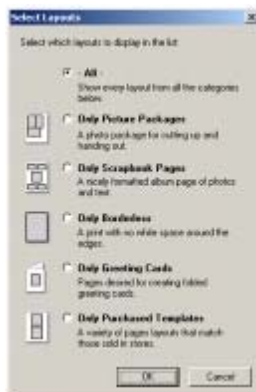 Select Layouts
Select which layouts to display in the list
- All -
Show every layout from all the categories
below.
Only Picture Packages
A photo package for cutting up and
handing out.
Only Scrapbook Pages
A nicely formatted album page of photos
and text.
Only Borderless
A print with no white space around the
edges.
Only Greeting Cards
Pages desired for creating folded
greeting cards.
Only Purchased Templates
A variety of pages layouts that match
those sold in stores.
OK
Cancel